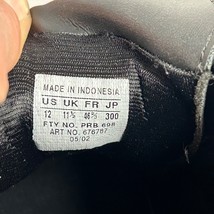 MADE IN INDONESIA
US UK FR JP
12 11½ 46⅔ 300
FTY NO. PRB 698
ART NO. 676787
05/02